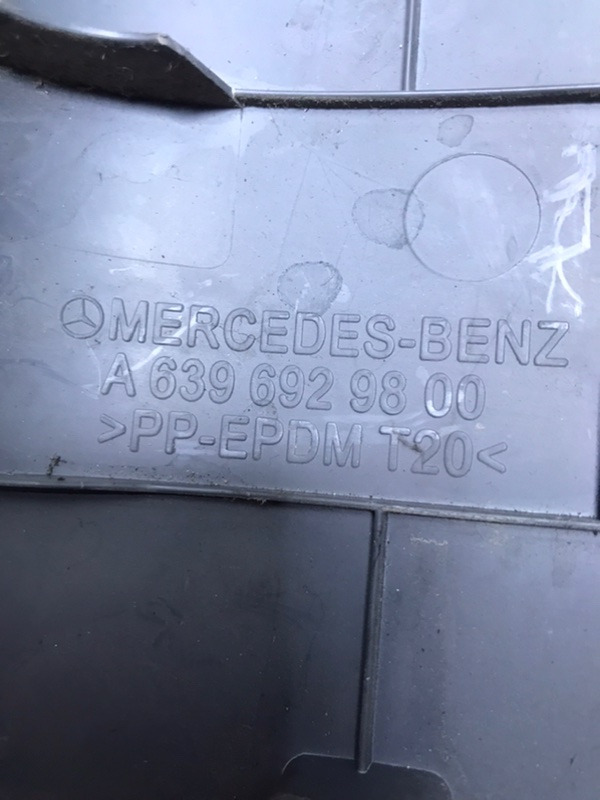 MERCEDES-BENZ
A 639 692 98 00
>PP-EPDM T20<